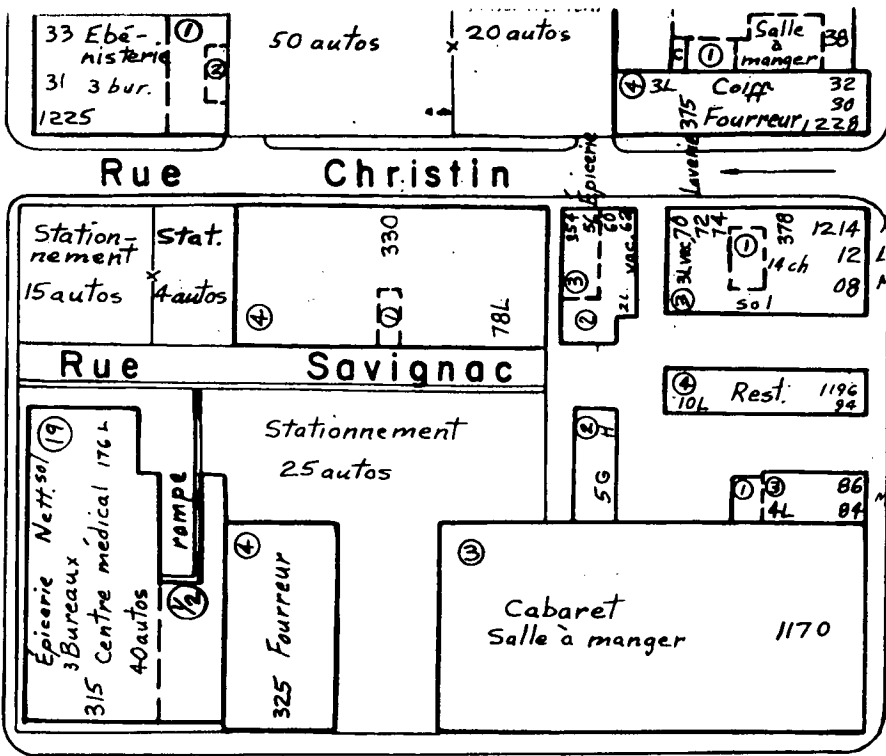 33 Ebé-
nisterie
31 3 bur.
1225
1
2
50 autos
20 autos
Salle
à
manger
38
1
C
4 3L Coiff 32
30
Fourreur 1228
Rue Christin
Épicerie
Laverie 375
Station-
nement
15 autos
Stat.
4 autos
330
4
1
78L
354
56
60
62
3
2
2L vac.
70
72
74
3 3L vac.
1
14 ch
sol
378
1214
12
08
Rue Savignac
4
10L
Rest.
1196
94
Stationnement
25 autos
2
H
5G
1
3
4L
86
84
19
Épicerie Nett. sol
3 Bureaux
315 Centre médical 176L
40 autos
rampe
1/2
4
325 Fourreur
3
Cabaret
Salle à manger
1170